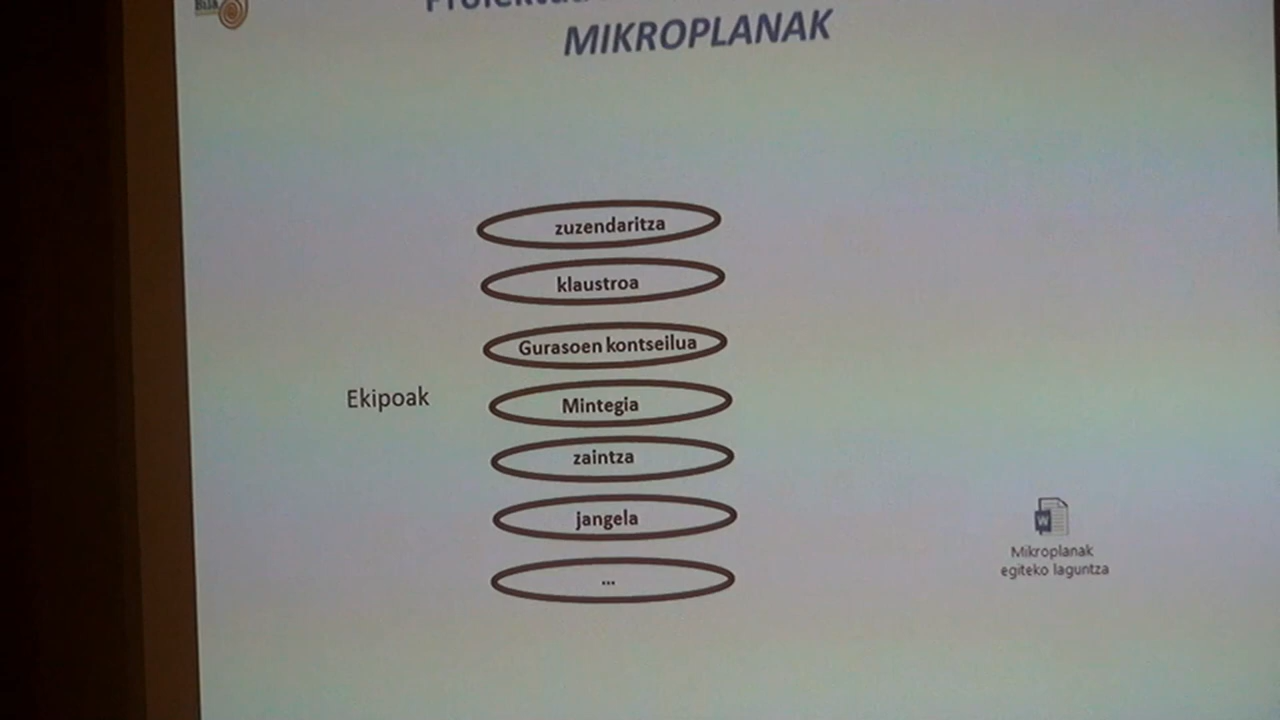 MIKROPLANAK
zuzendaritza
klaustroa
Gurasoen kontseilua
Ekipoak
Mintegia
zaintza
jangela
...
Mikroplanak
egiteko laguntza